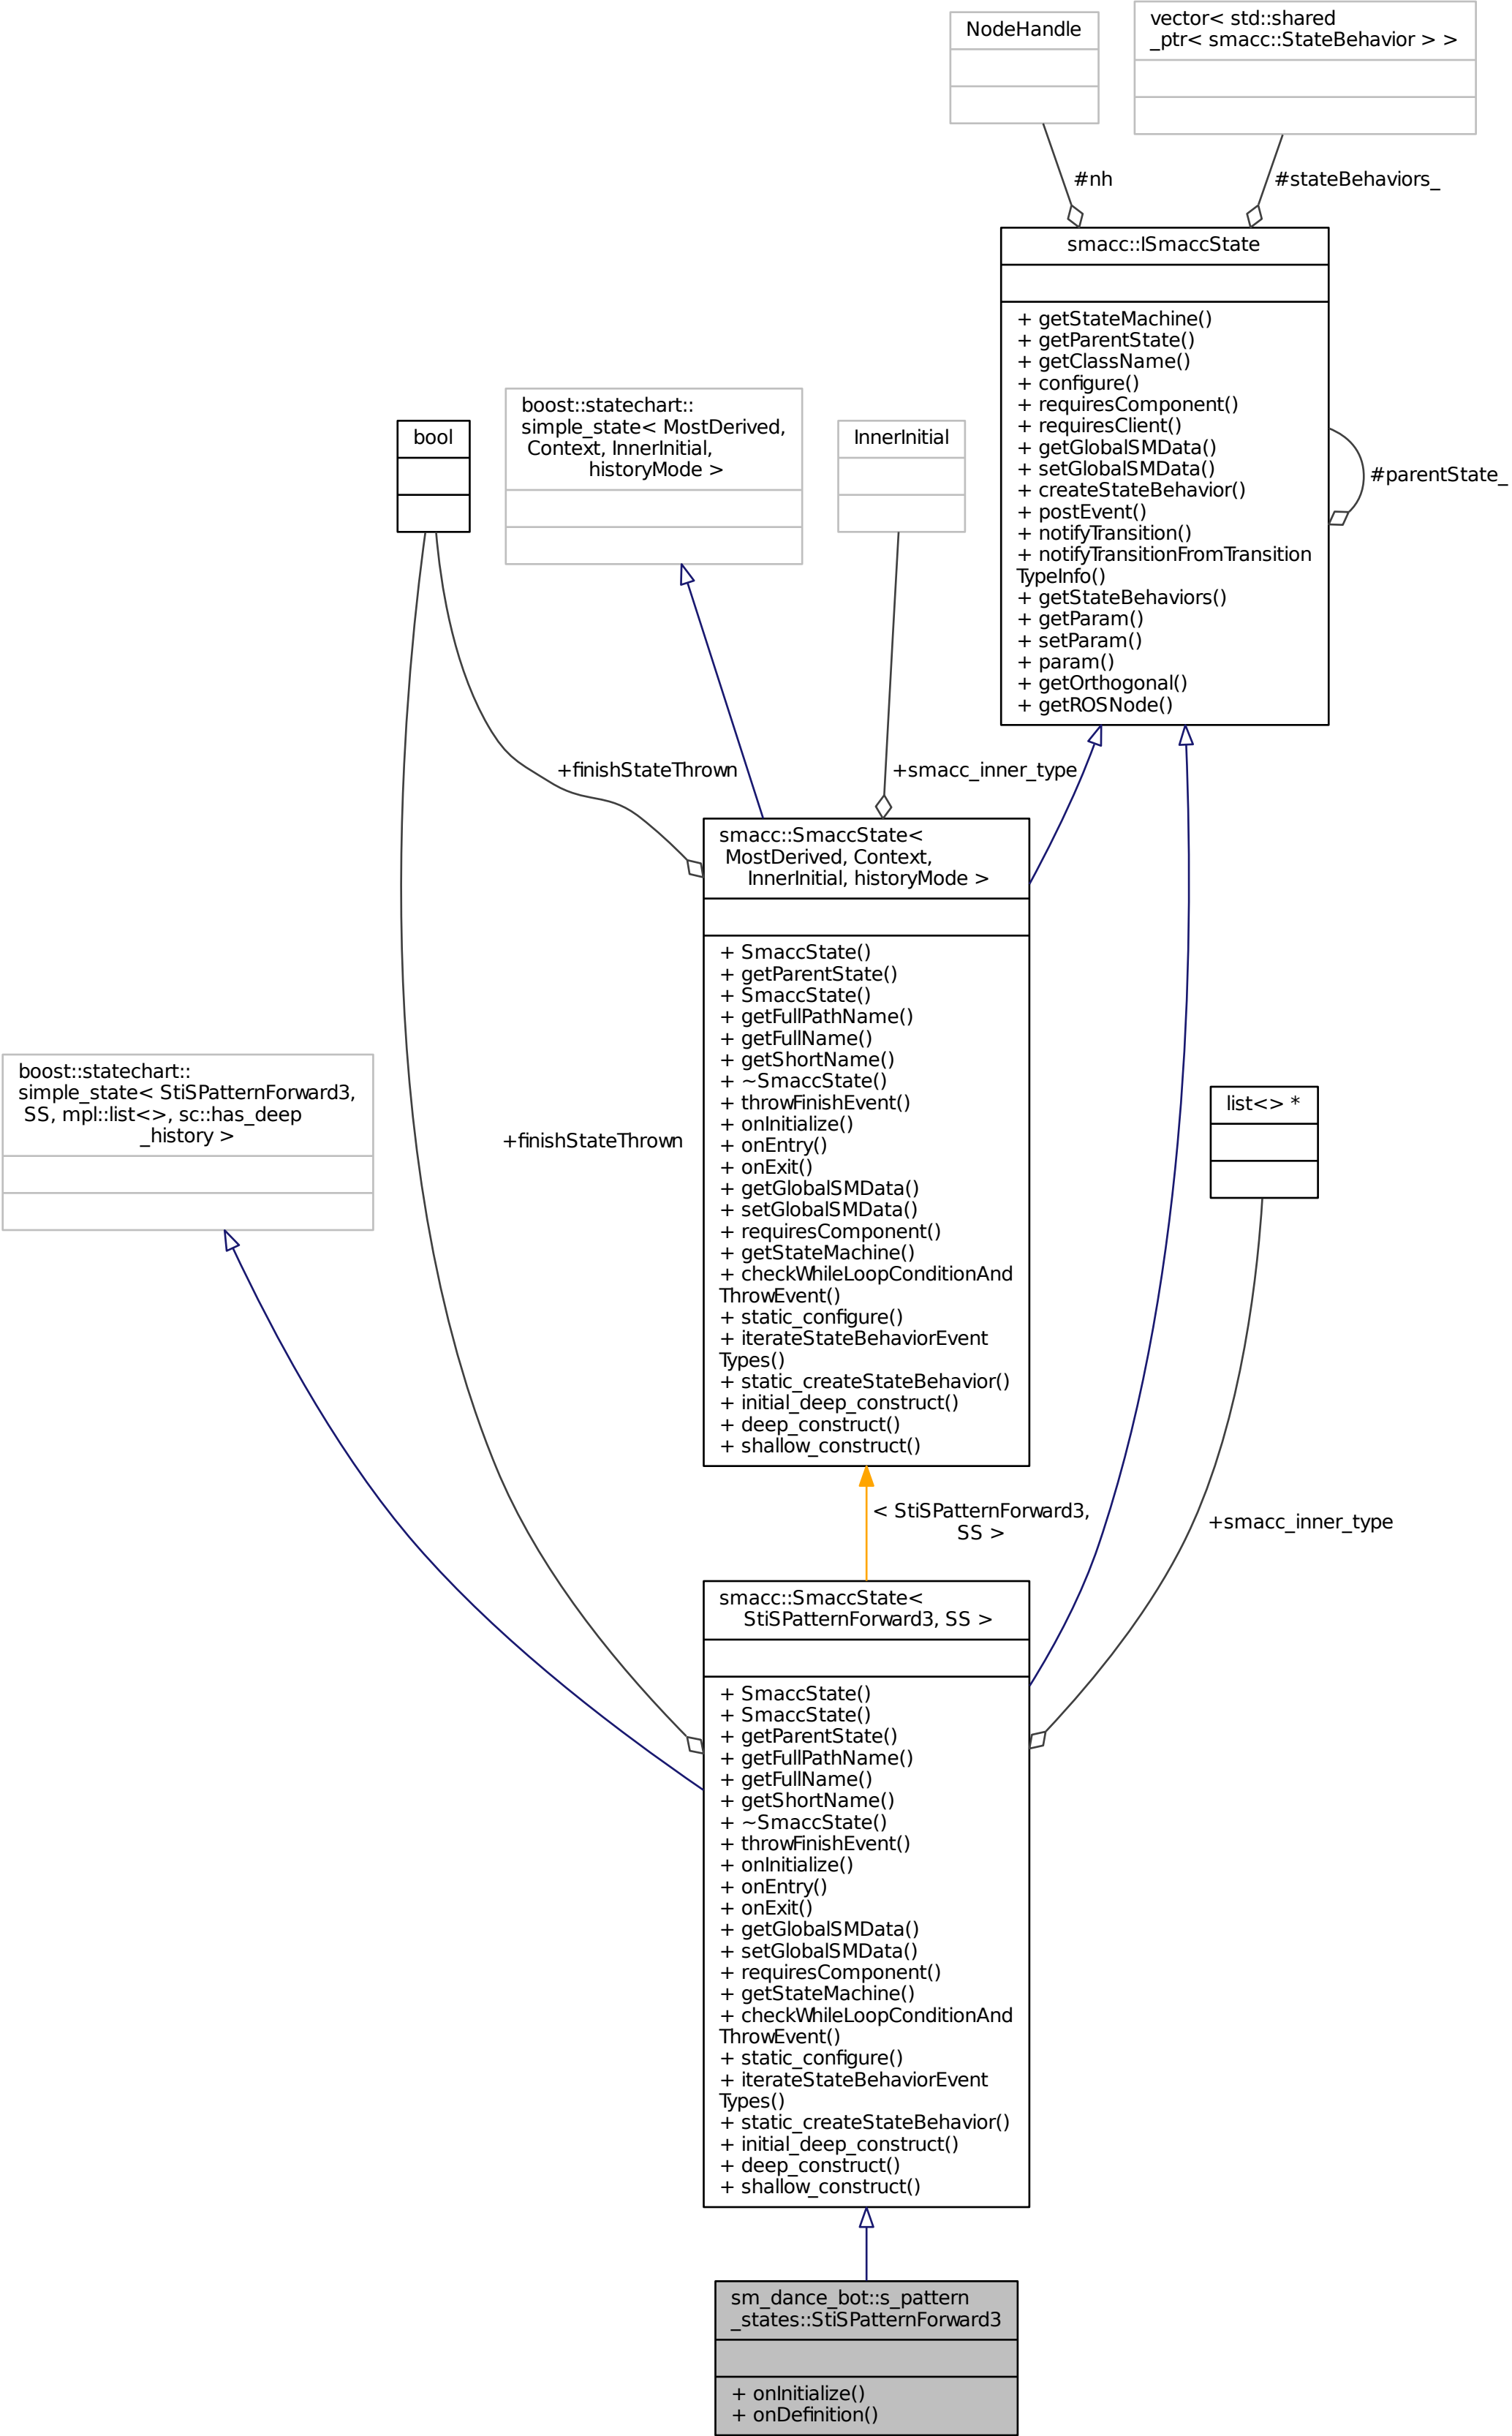 NodeHandle
vector< std::shared
_ptr< smacc::StateBehavior > >
#nh
#stateBehaviors_
smacc::ISmaccState
+ getStateMachine()
+ getParentState()
+ getClassName()
+ configure()
+ requiresComponent()
+ requiresClient()
+ getGlobalSMData()
+ setGlobalSMData()
+ createStateBehavior()
+ postEvent()
+ notifyTransition()
+ notifyTransitionFromTransition
TypeInfo()
+ getStateBehaviors()
+ getParam()
+ setParam()
+ param()
+ getOrthogonal()
+ getROSNode()
#parentState_
bool
boost::statechart::
simple_state< MostDerived,
Context, InnerInitial,
historyMode >
InnerInitial
+finishStateThrown
+smacc_inner_type
smacc::SmaccState<
MostDerived, Context,
InnerInitial, historyMode >
+ SmaccState()
+ getParentState()
+ SmaccState()
+ getFullPathName()
+ getFullName()
+ getShortName()
+ ~SmaccState()
+ throwFinishEvent()
+ onInitialize()
+ onEntry()
+ onExit()
+ getGlobalSMData()
+ setGlobalSMData()
+ requiresComponent()
+ getStateMachine()
+ checkWhileLoopConditionAnd
ThrowEvent()
+ static_configure()
+ iterateStateBehaviorEvent
Types()
+ static_createStateBehavior()
+ initial_deep_construct()
+ deep_construct()
+ shallow_construct()
boost::statechart::
simple_state< StiSPatternForward3,
SS, mpl::list<>, sc::has_deep
_history >
+finishStateThrown
list<> *
< StiSPatternForward3,
SS >
+smacc_inner_type
smacc::SmaccState<
StiSPatternForward3, SS >
+ SmaccState()
+ SmaccState()
+ getParentState()
+ getFullPathName()
+ getFullName()
+ getShortName()
+ ~SmaccState()
+ throwFinishEvent()
+ onInitialize()
+ onEntry()
+ onExit()
+ getGlobalSMData()
+ setGlobalSMData()
+ requiresComponent()
+ getStateMachine()
+ checkWhileLoopConditionAnd
ThrowEvent()
+ static_configure()
+ iterateStateBehaviorEvent
Types()
+ static_createStateBehavior()
+ initial_deep_construct()
+ deep_construct()
+ shallow_construct()
sm_dance_bot::s_pattern
_states::StiSPatternForward3
+ onInitialize()
+ onDefinition()